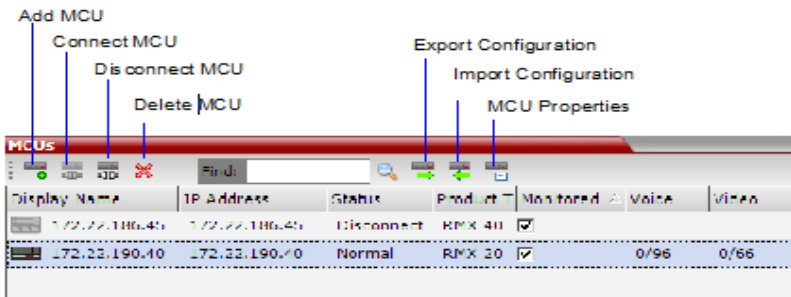 Add MCU
Connect MCU
Disconnect MCU
Delete MCU
Export Configuration
Import Configuration
MCU Properties
MCUs
Find:
Display Name IP Address Status Product T Monitored Voice Video
172.22.186.45 172.22.186.45 Disconnect RMX 40
172.22.190.40 172.22.190.40 Normal RMX 20 0/96 0/66